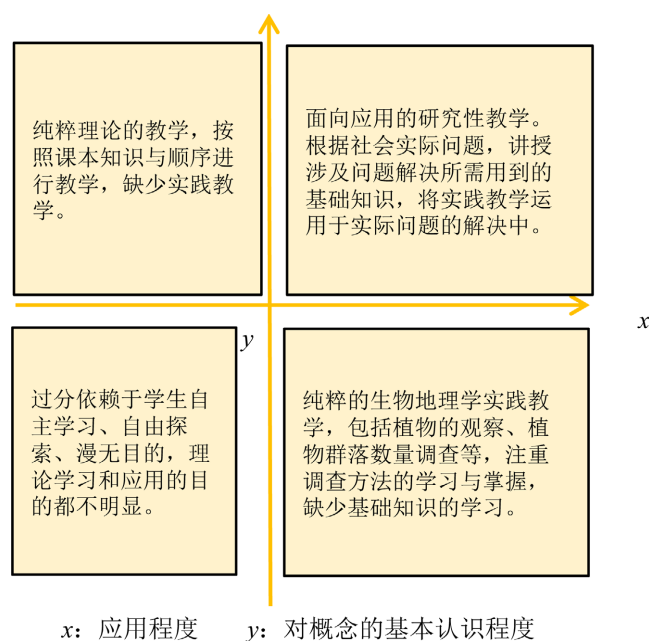 纯粹理论的教学，按
照课本知识与顺序进
行教学，缺少实践教
学。
面向应用的研究性教学。
根据社会实际问题，讲授
涉及问题解决所需用到的
基础知识，将实践教学运
用于实际问题的解决中。
x
y
过分依赖于学生自
主学习、自由探
索、漫无目的，理
论学习和应用的目
的都不明显。
纯粹的生物地理学实践教
学，包括植物的观察、植
物群落数量调查等，注重
调查方法的学习与掌握，
缺少基础知识的学习。
x：应用程度 y：对概念的基本认识程度